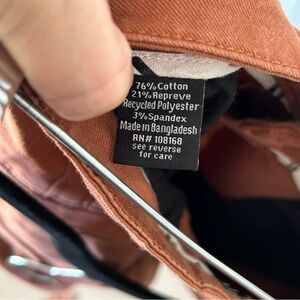 76% Cotton
21% Repreve
Recycled Polyester
3% Spandex
Made in Bangladesh
RN# 108168
See reverse
for care